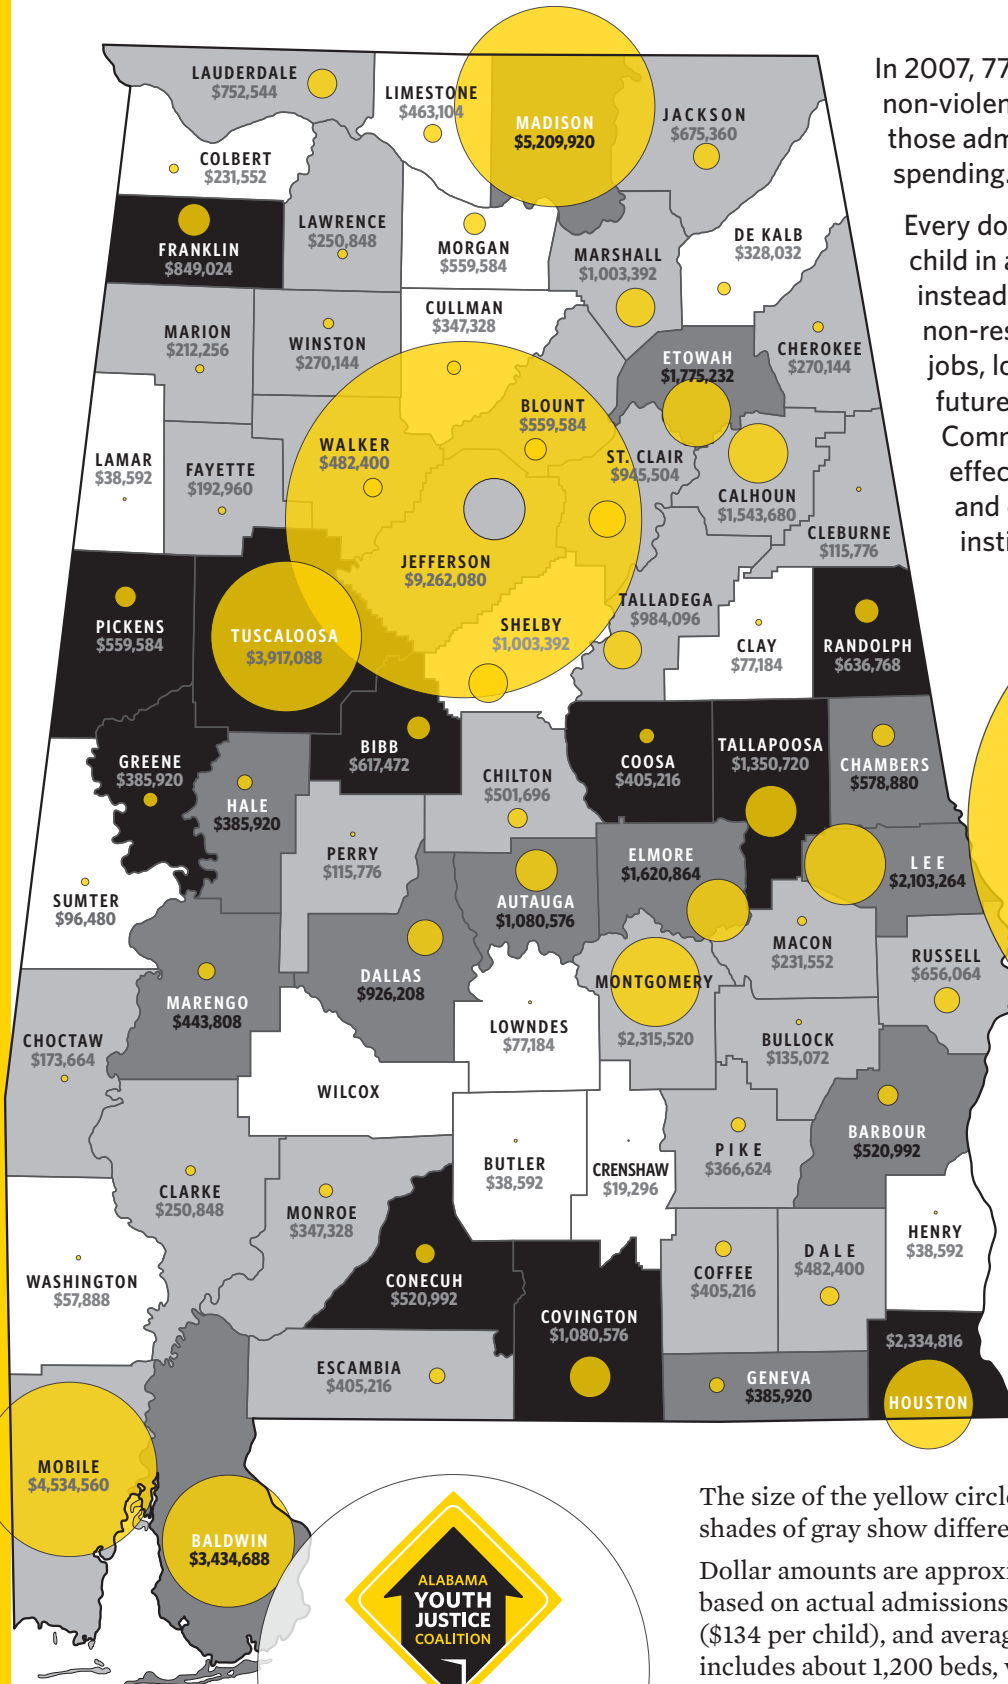 LAUDERDALE
$752,544
LIMESTONE
$463,104
MADISON
$5,209,920
JACKSON
$675,360
COLBERT
$231,552
FRANKLIN
$849,024
LAWRENCE
$250,848
MORGAN
$559,584
MARSHALL
$1,003,392
DE KALB
$328,032
MARION
$212,256
WINSTON
$270,144
CULLMAN
$347,328
ETOWAH
$1,775,232
CHEROKEE
$270,144
BLOUNT
$559,584
WALKER
$482,400
LAMAR
$38,592
FAYETTE
$192,960
ST. CLAIR
$945,504
CALHOUN
$1,543,680
CLEBURNE
$115,776
JEFFERSON
$9,262,080
PICKENS
$559,584
TUSCALOOSA
$3,917,088
SHELBY
$1,003,392
TALLADEGA
$984,096
CLAY
$77,184
RANDOLPH
$636,768
GREENE
$385,920
BIBB
$617,472
COOSA
$405,216
TALLAPOOSA
$1,350,720
CHAMBERS
$578,880
HALE
$385,920
CHILTON
$501,696
PERRY
$115,776
SUMTER
$96,480
AUTAUGA
$1,080,576
ELMORE
$1,620,864
LEE
$2,103,264
MACON
$231,552
RUSSELL
$656,064
MARENGO
$443,808
DALLAS
$926,208
MONTGOMERY
$2,315,520
LOWNDES
$77,184
BULLOCK
$135,072
CHOCTAW
$173,664
WILCOX
BARBOUR
$520,992
BUTLER
$38,592
CRENSHAW
$19,296
PIKE
$366,624
CLARKE
$250,848
MONROE
$347,328
HENRY
$38,592
WASHINGTON
$57,888
CONECUH
$520,992
COFFEE
$405,216
DALE
$482,400
COVINGTON
$1,080,576
ESCAMBIA
$405,216
GENEVA
$385,920
$2,334,816
HOUSTON
MOBILE
$4,534,560
BALDWIN
$3,434,688
In 2007, 77
non-violen
those adm
spending.
Every do
child in a
instead
non-res
jobs, lo
future
Comm
effec
and
insti
ALABAMA
YOUTH
JUSTICE
COALITION
The size of the yellow circle
shades of gray show differe
Dollar amounts are approxi
based on actual admissions
($134 per child), and averag
includes about 1,200 beds,